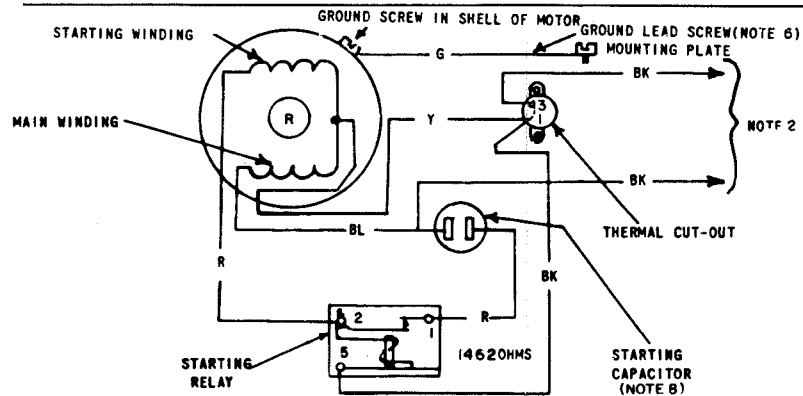 GROUND SCREW IN SHELL OF MOTOR
STARTING WINDING
GROUND LEAD SCREW(NOTE 6)
MOUNTING PLATE
G
BK
3
1
R
MAIN WINDING
Y
NOTE 2
BK
THERMAL CUT-OUT
BL
R
BK
2
1
R
5
14620HMS
STARTING
RELAY
STARTING
CAPACITOR
(NOTE 8)